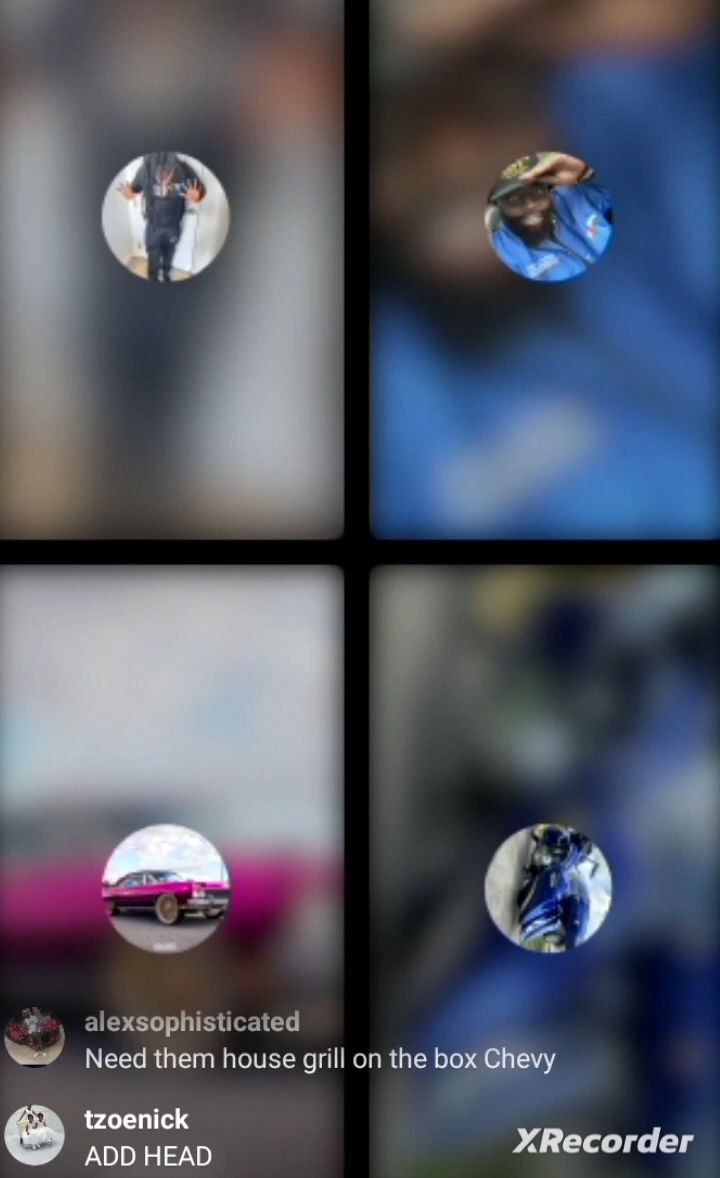 alexsophisticated
Need them house grill on the box Chevy
tzoenick
ADD HEAD
XRecorder